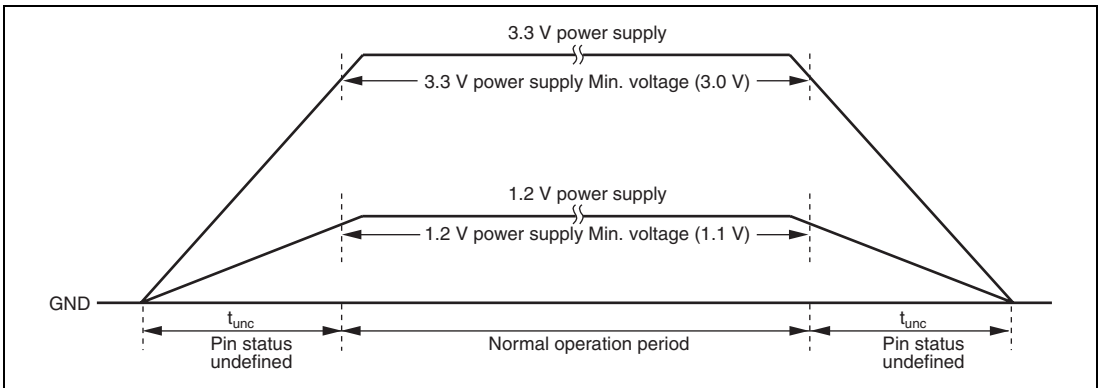 3.3 V power supply
3.3 V power supply Min. voltage (3.0 V)
1.2 V power supply
1.2 V power supply Min. voltage (1.1 V)
GND
tunc
Pin status
undefined
Normal operation period
tunc
Pin status
undefined